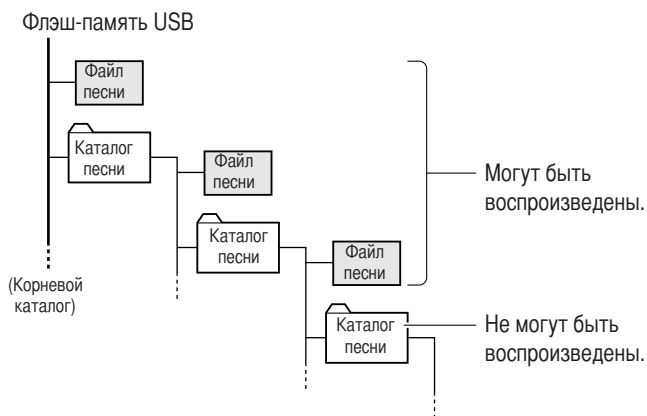 Флэш-память USB
Файл
песни
Каталог
песни
Файл
песни
Каталог
песни
Файл
песни
Могут быть
воспроизведены.
(Корневой
каталог)
Каталог
песни
Не могут быть
воспроизведены.